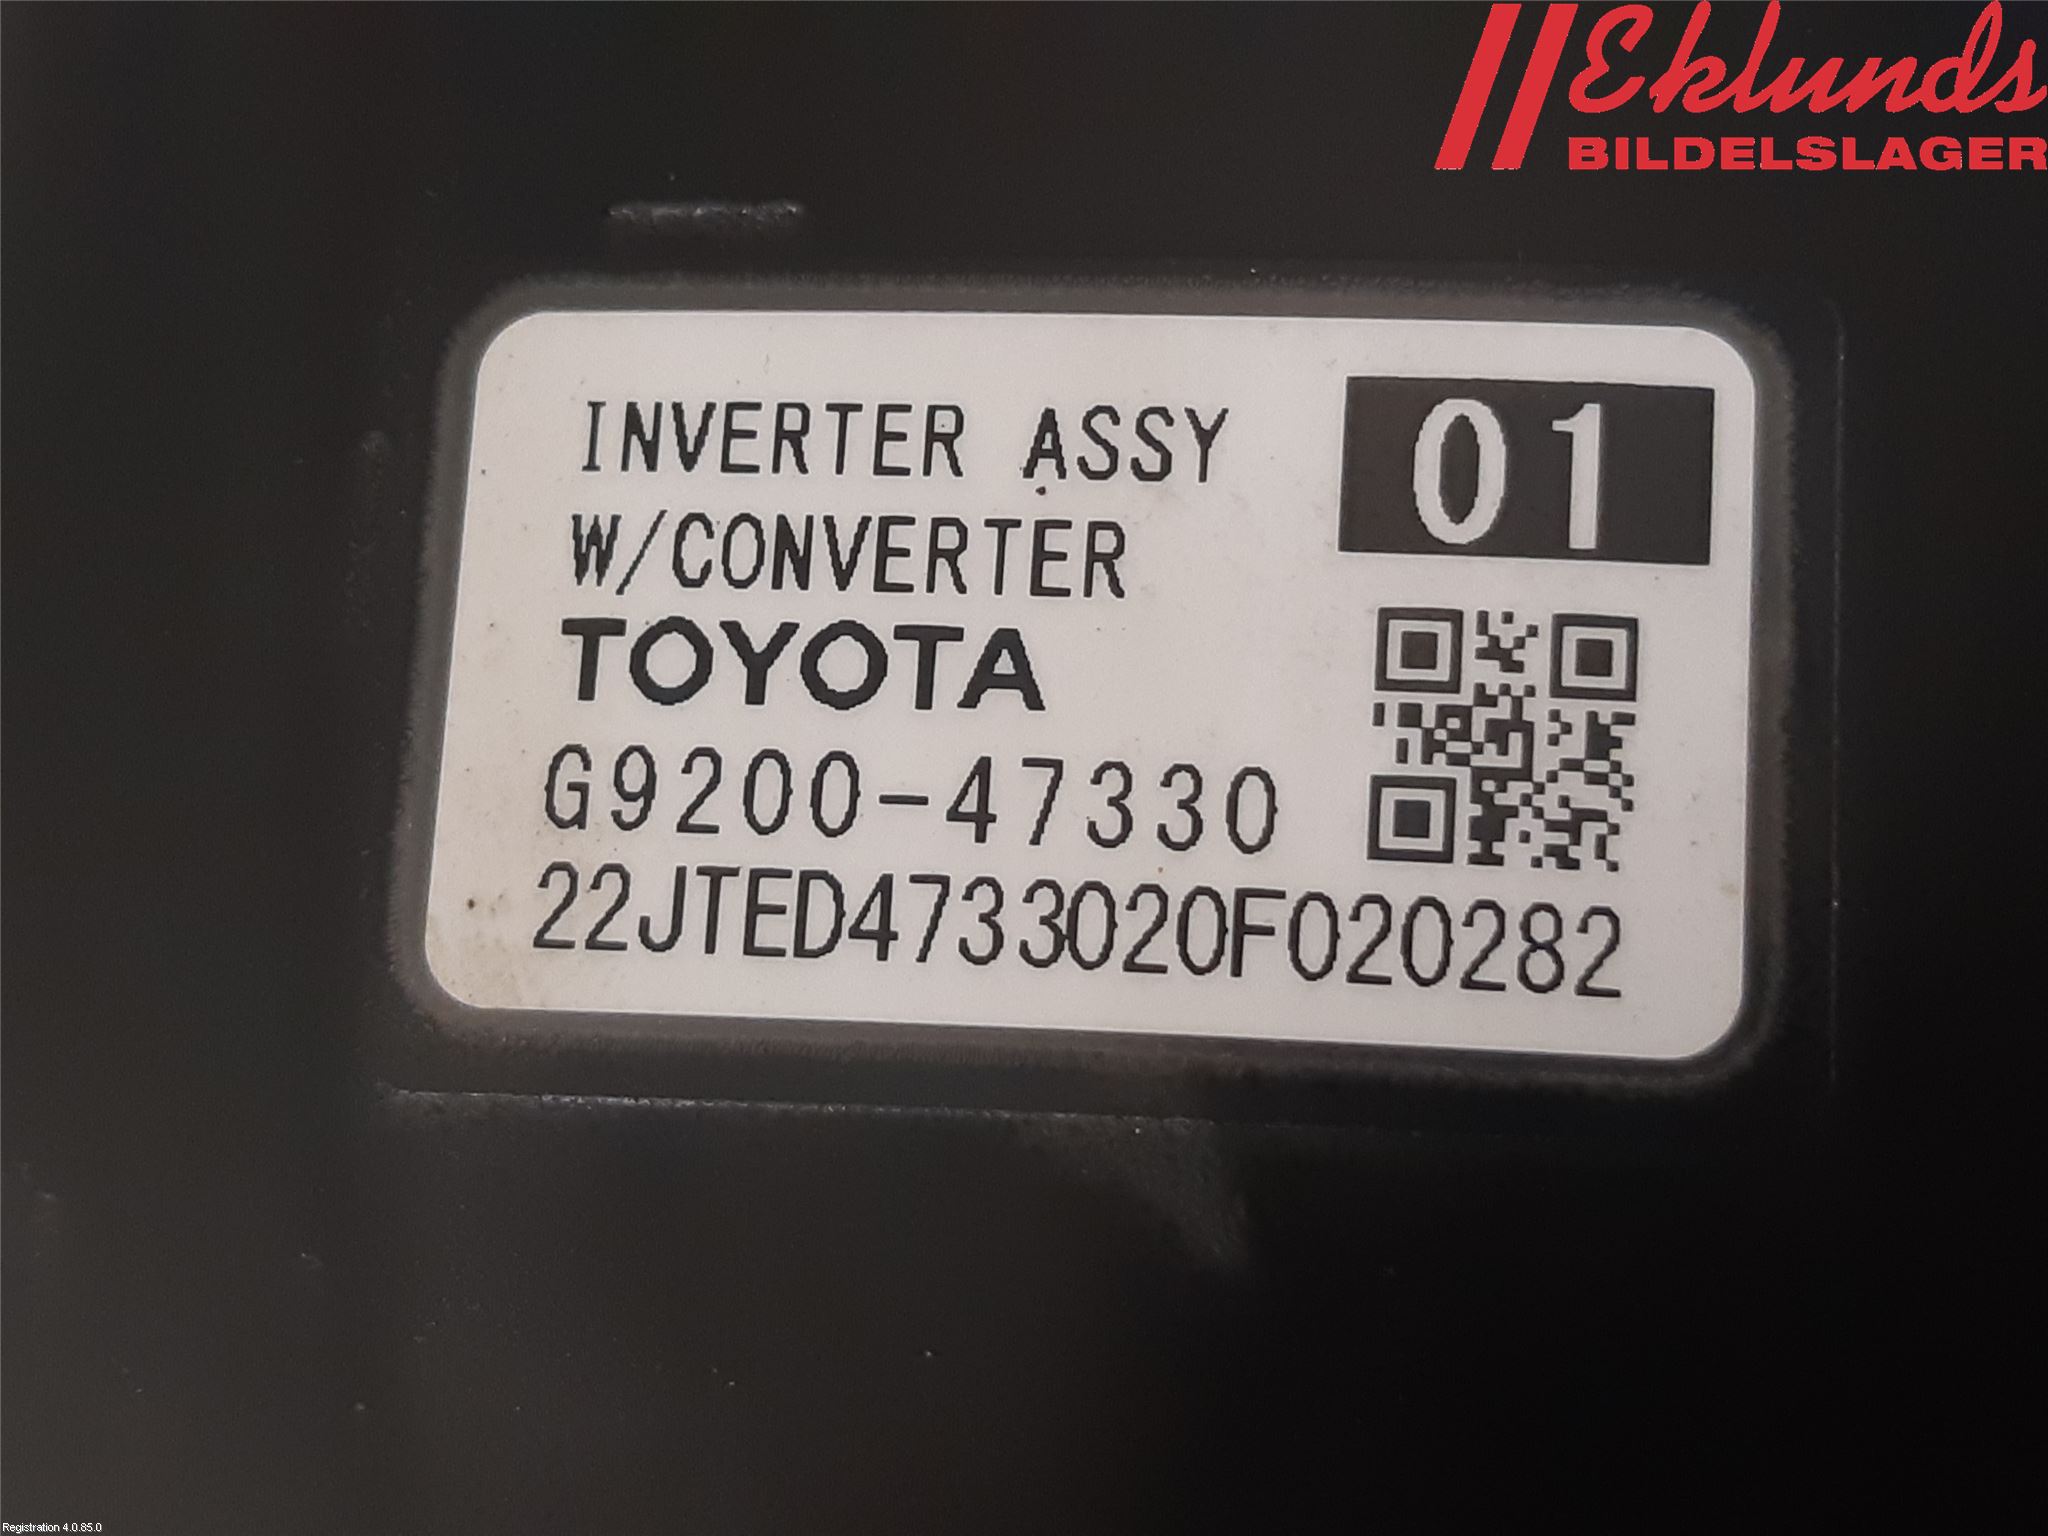 Eklunds
BILDELSLAGER
INVERTER ASSY
01
W/CONVERTER
TOYOTA
G9200-47330
22JTED4733020F020282
Registration 4.0.85.0